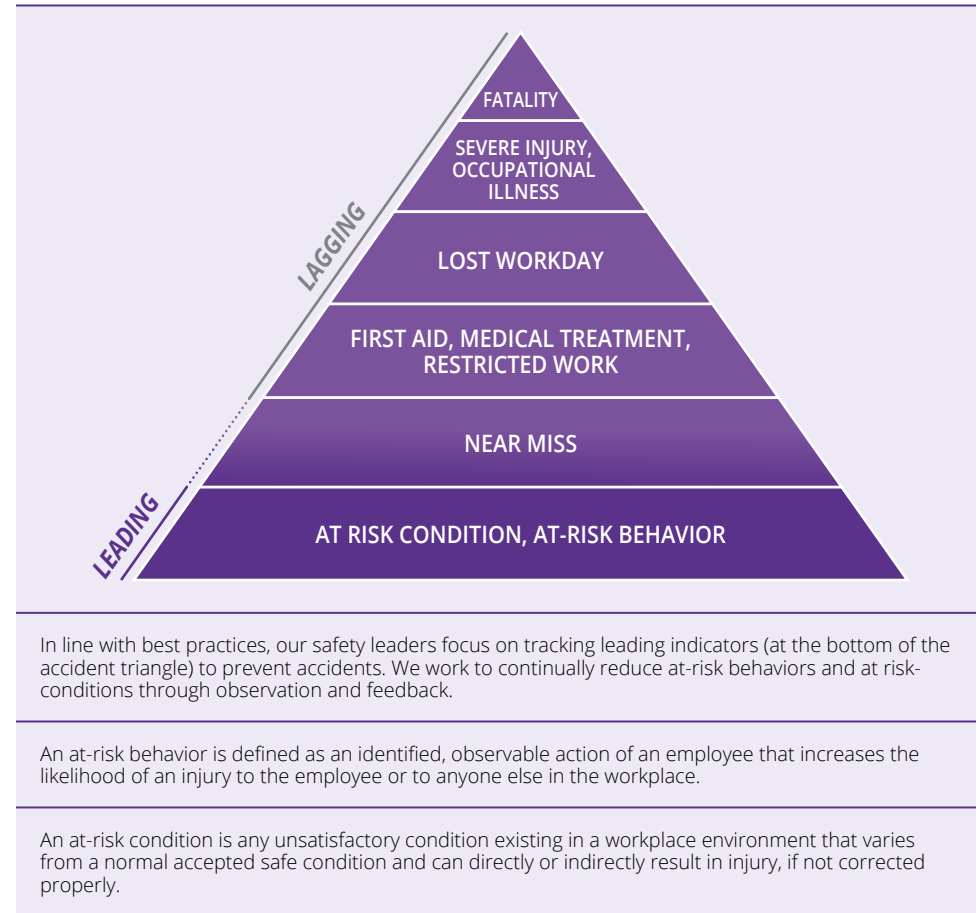 FATALITY
SEVERE INJURY,
OCCUPATIONAL
ILLNESS
LAGGING
LOST WORKDAY
FIRST AID, MEDICAL TREATMENT,
RESTRICTED WORK
NEAR MISS
LEADING
AT RISK CONDITION, AT-RISK BEHAVIOR
In line with best practices, our safety leaders focus on tracking leading indicators (at the bottom of the
accident triangle) to prevent accidents. We work to continually reduce at-risk behaviors and at risk-
conditions through observation and feedback.
An at-risk behavior is defined as an identified, observable action of an employee that increases the
likelihood of an injury to the employee or to anyone else in the workplace.
An at-risk condition is any unsatisfactory condition existing in a workplace environment that varies
from a normal accepted safe condition and can directly or indirectly result in injury, if not corrected
properly.